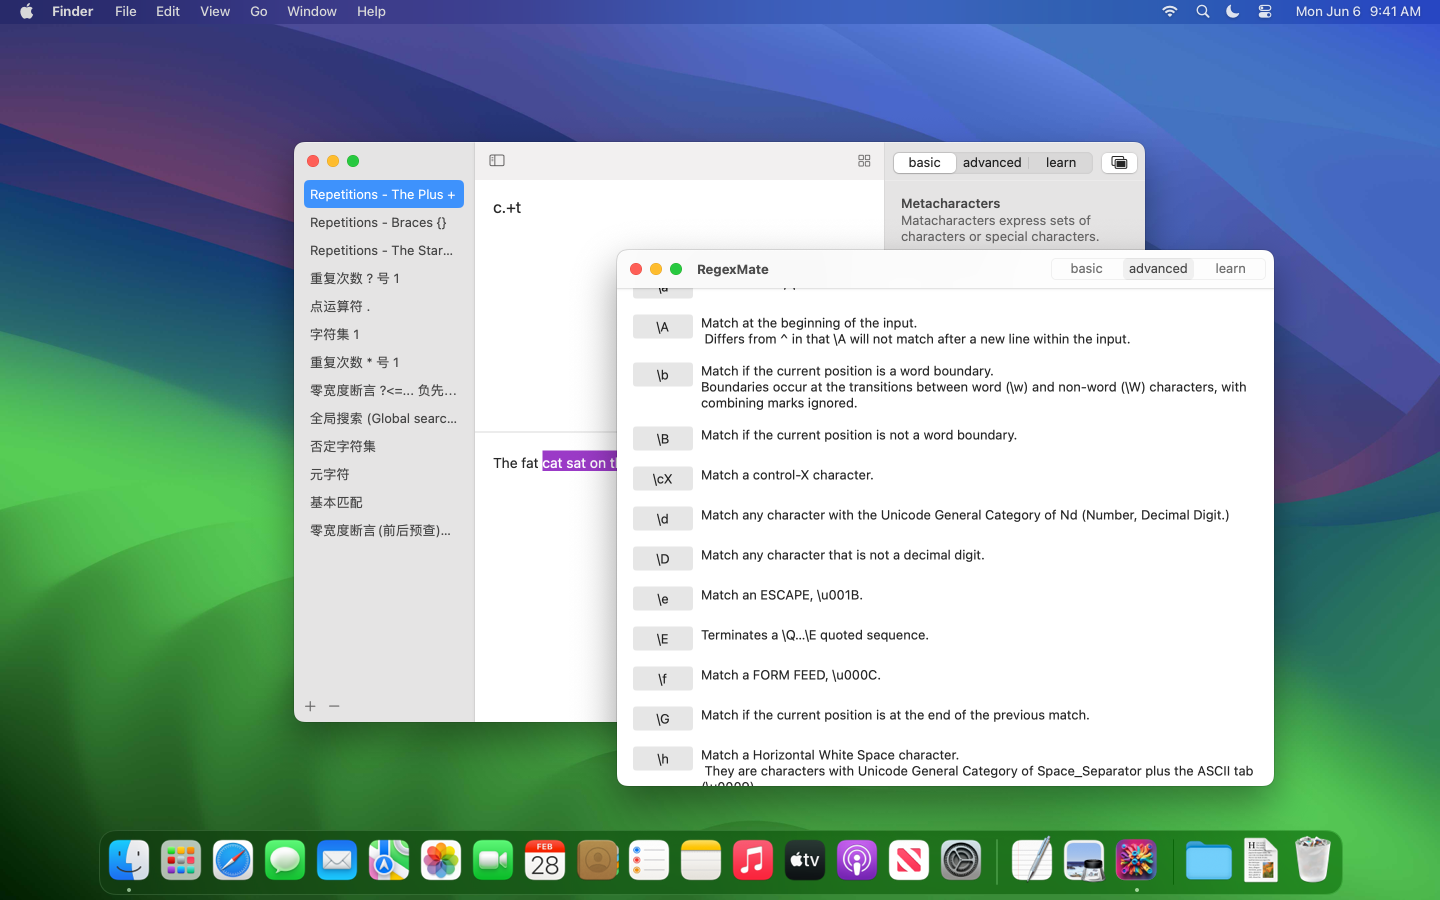 Finder File Edit View Go Window Help Mon Jun 6 9:41 AM
basic advanced learn
Repetitions - The Plus +
Repetitions - Braces {}
Repetitions - The Star...
重复次数 ? 号 1
点运算符 .
字符集 1
重复次数 * 号 1
零宽度断言 ?<=... 负先...
全局搜索 (Global searc...
否定字符集
元字符
基本匹配
零宽度断言 (前后预查)...
c.+t
The fat cat sat on th
Metacharacters
Matacharacters express sets of
characters or special characters.
RegexMate basic advanced learn
\a
\A Match at the beginning of the input.
Differs from ^ in that \A will not match after a new line within the input.
\b Match if the current position is a word boundary.
Boundaries occur at the transitions between word (\w) and non-word (\W) characters, with
combining marks ignored.
\B Match if the current position is not a word boundary.
\cX Match a control-X character.
\d Match any character with the Unicode General Category of Nd (Number, Decimal Digit.)
\D Match any character that is not a decimal digit.
\e Match an ESCAPE, \u001B.
\E Terminates a \Q...\E quoted sequence.
\f Match a FORM FEED, \u000C.
\G Match if the current position is at the end of the previous match.
\h Match a Horizontal White Space character.
They are characters with Unicode General Category of Space_Separator plus the ASCII tab
(\u0009)
FEB
28
tv